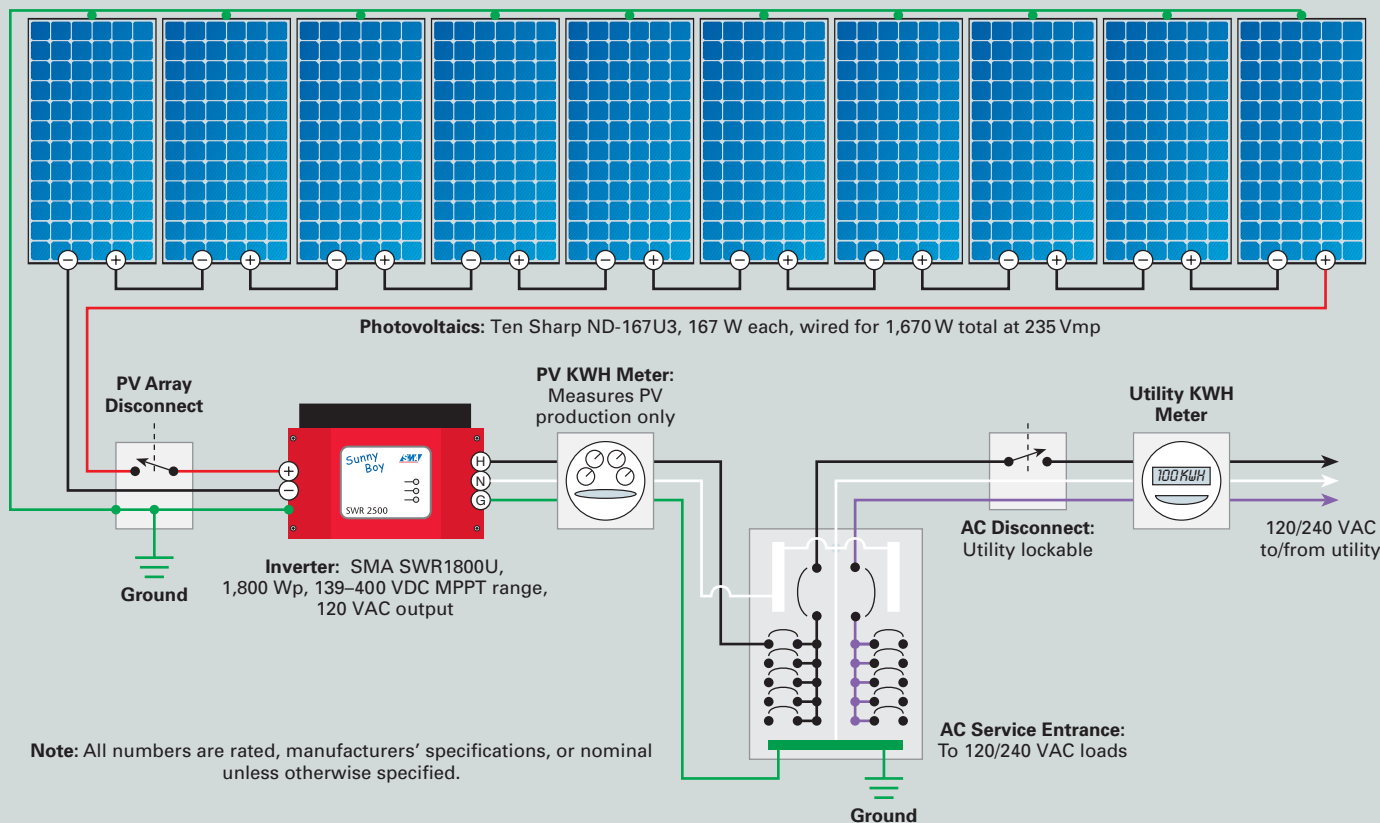 Photovoltaics: Ten Sharp ND-167U3, 167 W each, wired for 1,670 W total at 235 Vmp
PV Array
Disconnect
Sunny
Boy
SMA
SWR 2500
H
N
G
Inverter: SMA SWR1800U,
1,800 Wp, 139–400 VDC MPPT range,
120 VAC output
Ground
PV KWH Meter:
Measures PV
production only
Utility KWH
Meter
100 KWH
AC Disconnect:
Utility lockable
120/240 VAC
to/from utility
AC Service Entrance:
To 120/240 VAC loads
Ground
Note: All numbers are rated, manufacturers’ specifications, or nominal
unless otherwise specified.